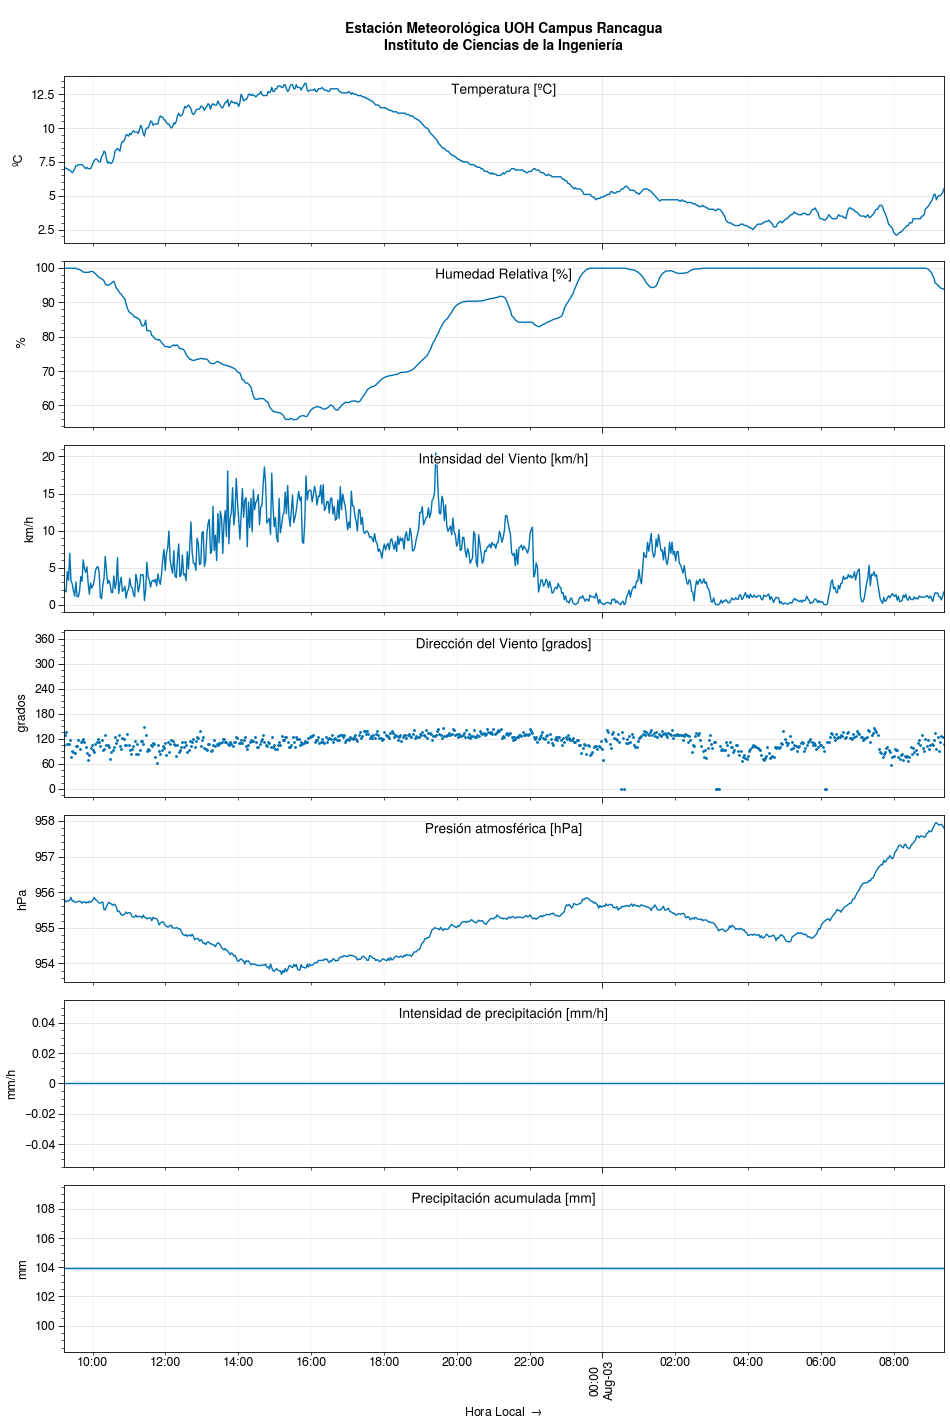 Estación Meteorológica UOH Campus Rancagua
Instituto de Ciencias de la Ingeniería
Temperatura [ºC]
ºC
12.5
10
7.5
5
2.5
Humedad Relativa [%]
%
100
90
80
70
60
Intensidad del Viento [km/h]
km/h
20
15
10
5
0
Dirección del Viento [grados]
grados
360
300
240
180
120
60
0
Presión atmosférica [hPa]
hPa
958
957
956
955
954
Intensidad de precipitación [mm/h]
mm/h
0.04
0.02
0
−0.02
−0.04
Precipitación acumulada [mm]
mm
108
106
104
102
100
10:00 12:00 14:00 16:00 18:00 20:00 22:00 00:00 02:00 04:00 06:00 08:00
Aug-03
Hora Local →